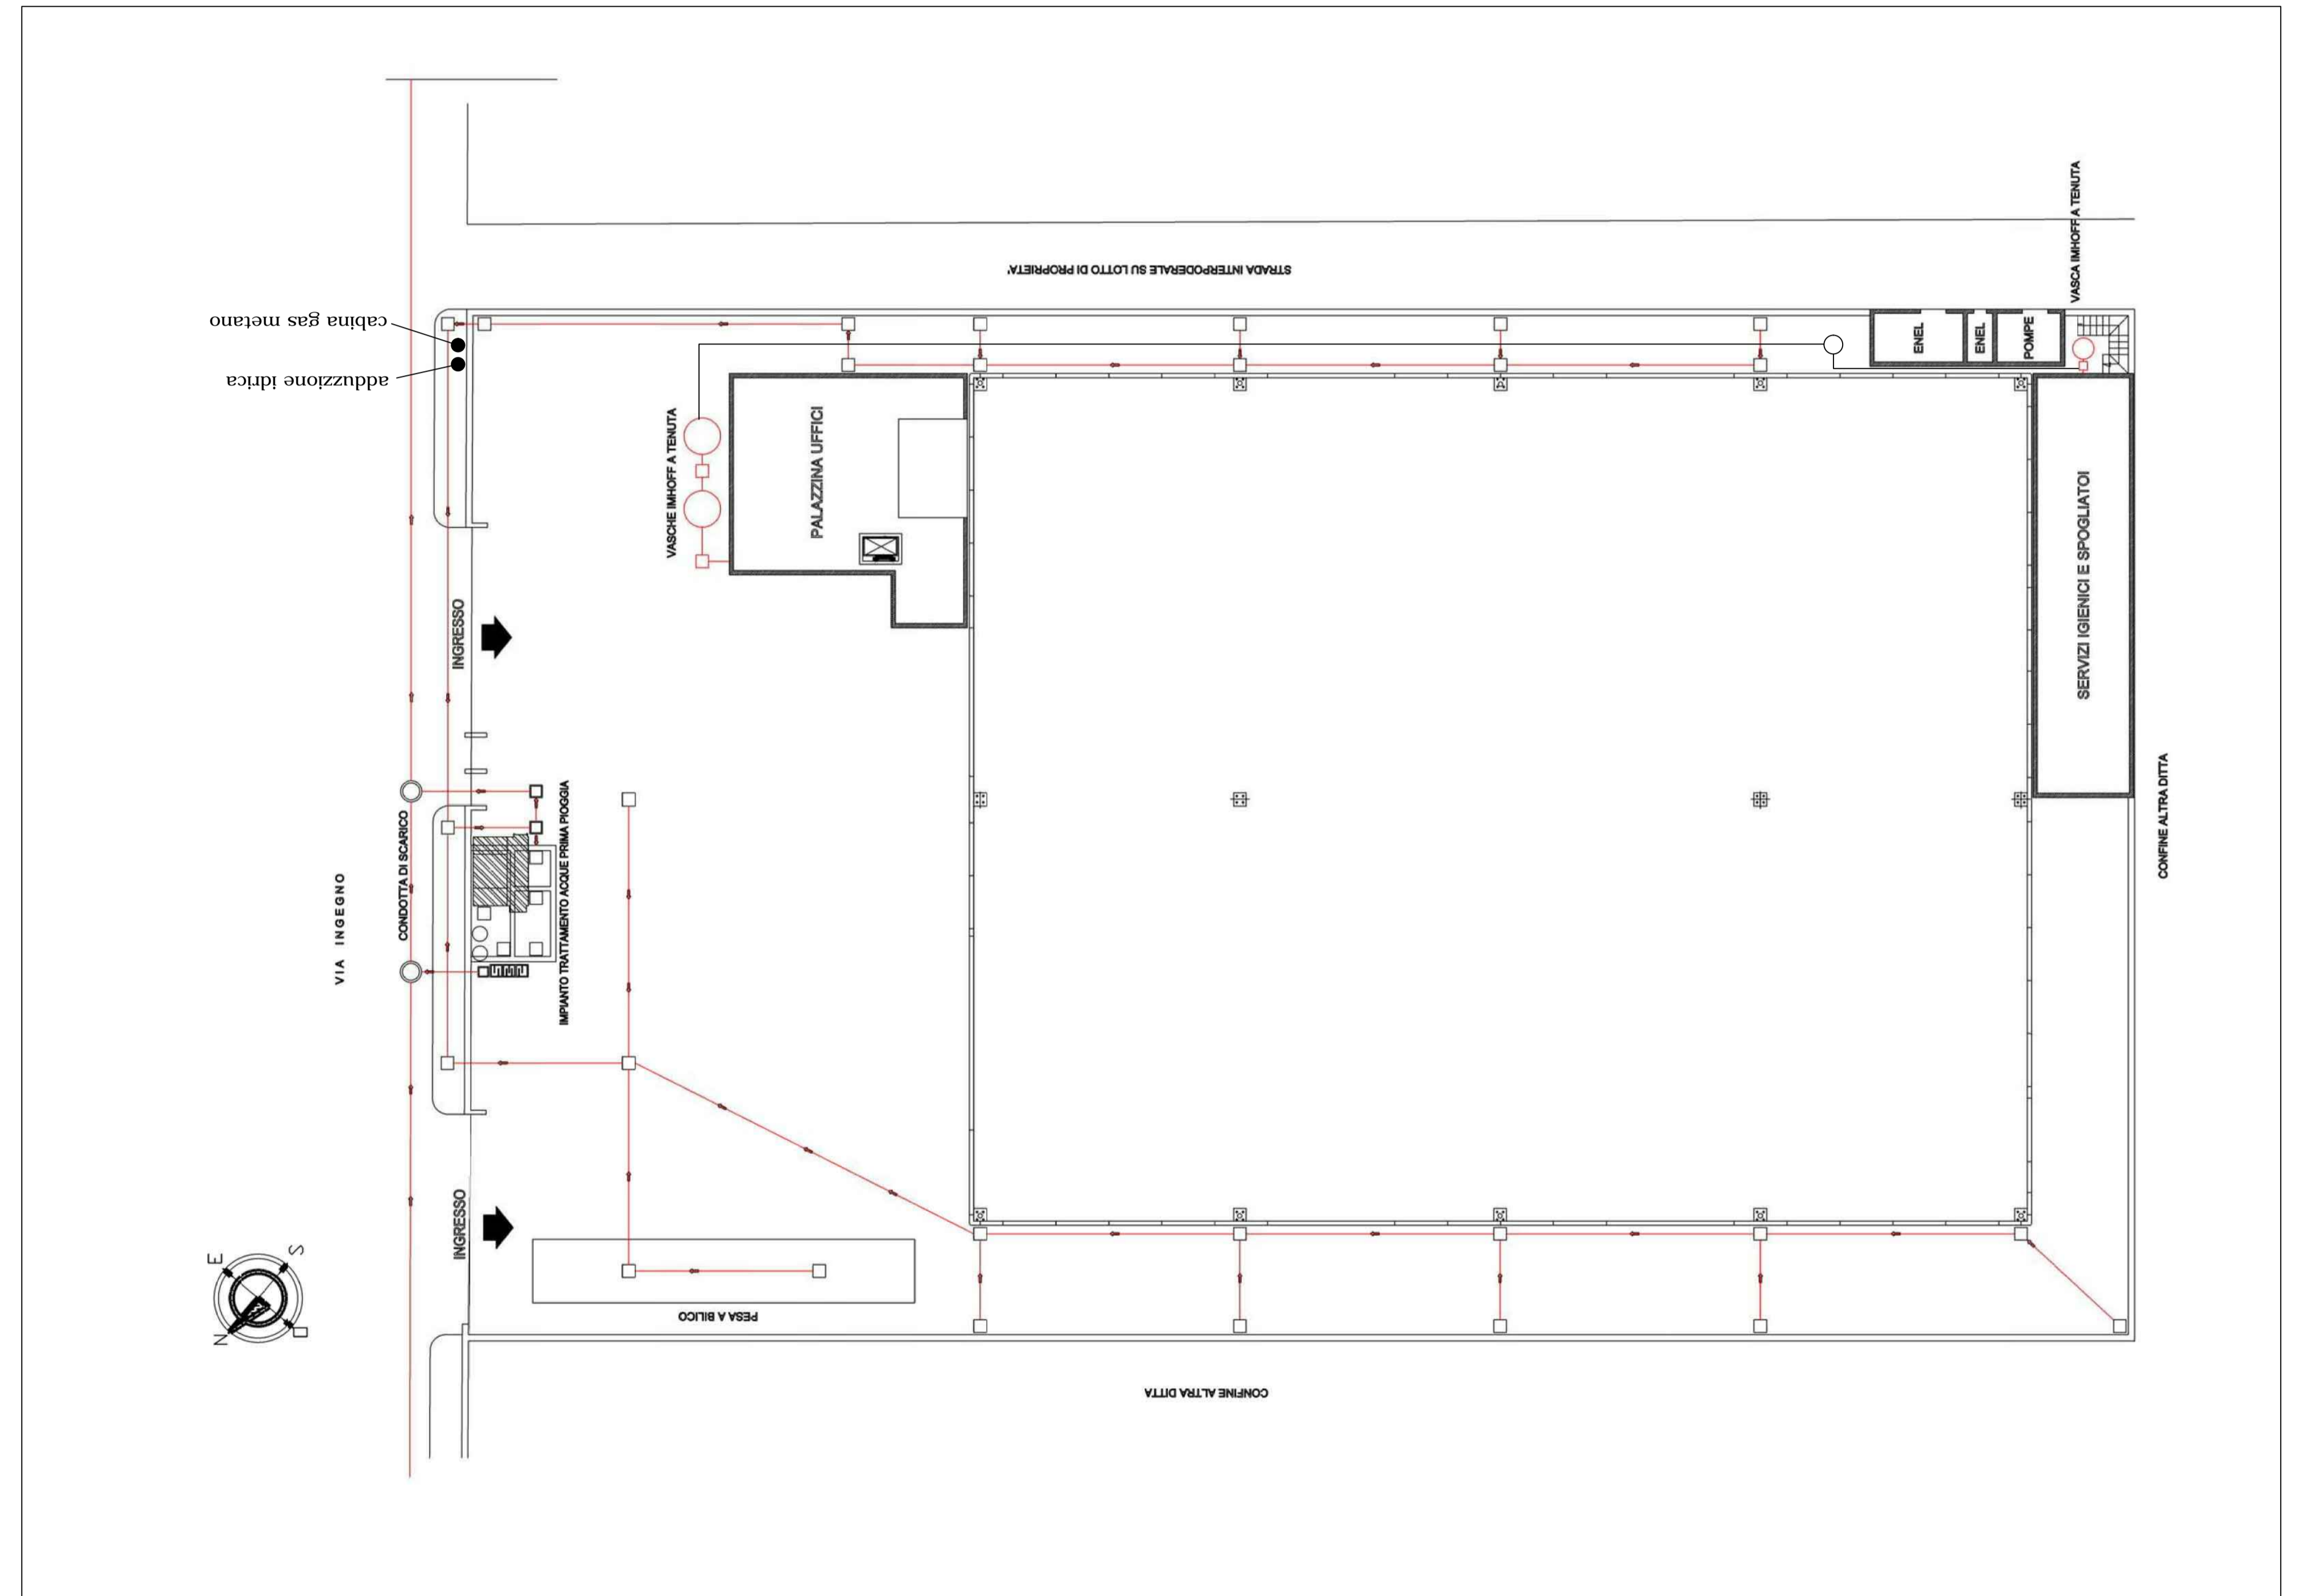 STRADA INTERPODERALE SU LOTTO DI PROPRIETA'
VASCA IMHOFF A TENUTA
cabina gas metano
adduzzione idrica
ENEL
ENEL
POMPE
VASCHE IMHOFF A TENUTA
PALAZZINA UFFICI
SERVIZI IGIENICI E SPOGLIATOI
INGRESSO
CONDOTTA DI SCARICO
VIA INGEGNO
IMPIANTO TRATTAMENTO ACQUE PRIMA PIOGGIA
CONFINE ALTRA DITTA
INGRESSO
PESA A BILICO
CONFINE ALTRA DITTA
N
E
S
O